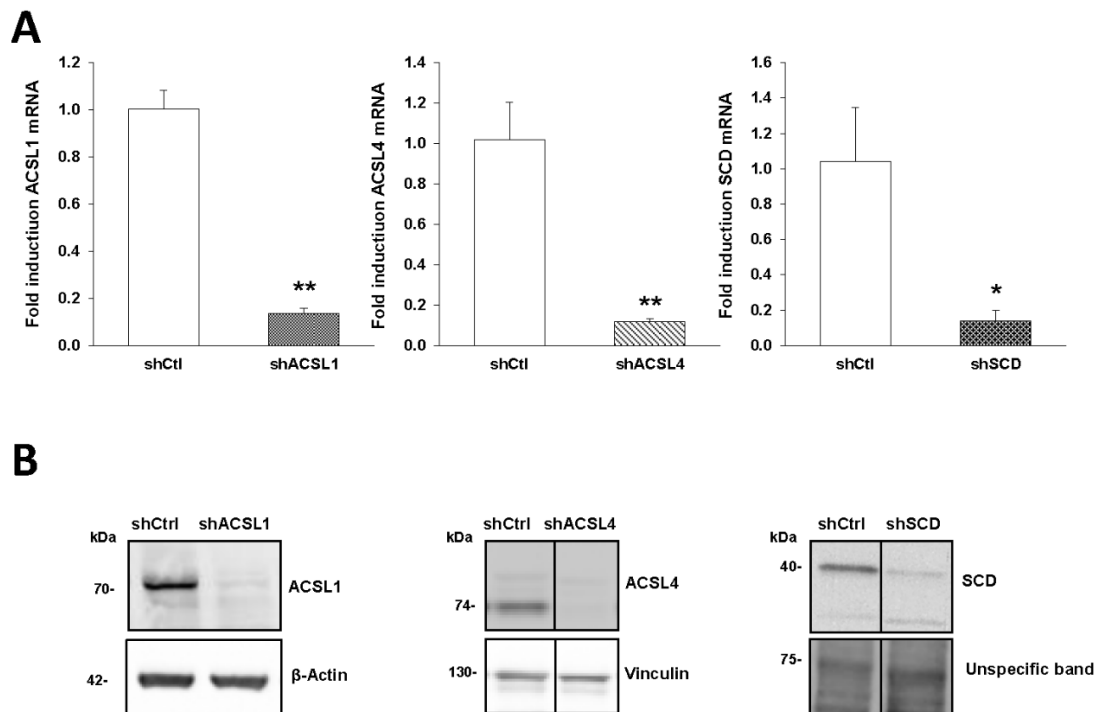 A
Fold inductiuon ACSL1 mRNA
1.2
1.0
0.8
0.6
0.4
0.2
0.0
**
shCtl shACSL1
Fold inductiuon ACSL4 mRNA
1.4
1.2
1.0
0.8
0.6
0.4
0.2
0.0
**
shCtl shACSL4
Fold inductiuon SCD mRNA
1.6
1.4
1.2
1.0
0.8
0.6
0.4
0.2
0.0
*
shCtl shSCD
B
shCtrl shACSL1
kDa
70-
ACSL1
42-
β-Actin
shCtrl shACSL4
kDa
74-
ACSL4
130-
Vinculin
shCtrl shSCD
kDa
40-
SCD
75-
Unspecific band